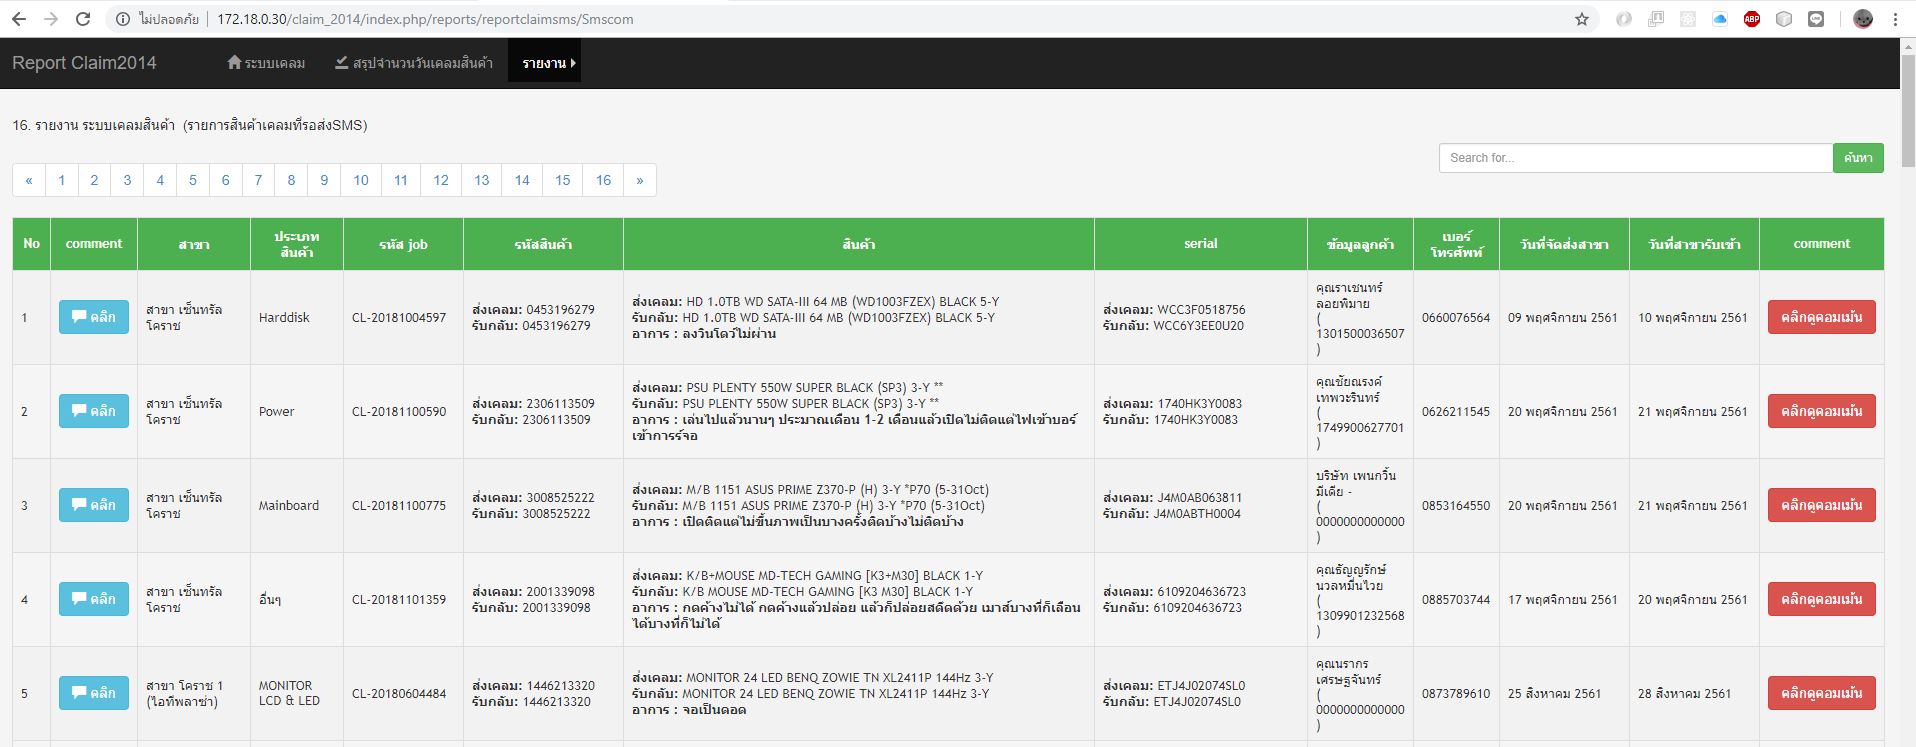 ไม่ปลอดภัย | 172.18.0.30/claim_2014/index.php/reports/reportclaimsms/Smscom
ABP
Report Claim2014 ระบบเคลม สรุปจำนวนวันเคลมสินค้า รายงาน
16. รายงาน ระบบเคลมสินค้า (รายการสินค้าเคลมที่รอส่งSMS)
Search for... ค้นหา
« 1 2 3 4 5 6 7 8 9 10 11 12 13 14 15 16 »
No comment สาขา ประเภท สินค้า รหัส job รหัสสินค้า สินค้า serial ข้อมูลลูกค้า เบอร์ โทรศัพท์ วันที่จัดส่งสาขา วันที่สาขารับเข้า comment
1 คลิก
สาขา เซ็นทรัล
โคราช
Harddisk
CL-20181004597
ส่งเคลม: 0453196279
รับกลับ: 0453196279
ส่งเคลม: HD 1.0TB WD SATA-III 64 MB (WD1003FZEX) BLACK 5-Y
รับกลับ: HD 1.0TB WD SATA-III 64 MB (WD1003FZEX) BLACK 5-Y
อาการ : ลงวินโดว์ไม่ผ่าน
ส่งเคลม: WCC3F0518756
รับกลับ: WCC6Y3EE0U20
คุณราเชนทร์
ลอยพิมาย
(
1301500036507
)
0660076564
09 พฤศจิกายน 2561
10 พฤศจิกายน 2561
คลิกดูคอมเม้น
2 คลิก
สาขา เซ็นทรัล
โคราช
Power
CL-20181100590
ส่งเคลม: 2306113509
รับกลับ: 2306113509
ส่งเคลม: PSU PLENTY 550W SUPER BLACK (SP3) 3-Y **
รับกลับ: PSU PLENTY 550W SUPER BLACK (SP3) 3-Y **
อาการ : เล่นไปแล้วนานๆ ประมาณเดือน 1-2 เดือนแล้วเปิดไม่ติดแต่ไฟเข้าบอร์
เข้าการร์จอ
ส่งเคลม: 1740HK3Y0083
รับกลับ: 1740HK3Y0083
คุณชัยณรงค์
เทพวะรินทร์
(
1749900627701
)
0626211545
20 พฤศจิกายน 2561
21 พฤศจิกายน 2561
คลิกดูคอมเม้น
3 คลิก
สาขา เซ็นทรัล
โคราช
Mainboard
CL-20181100775
ส่งเคลม: 3008525222
รับกลับ: 3008525222
ส่งเคลม: M/B 1151 ASUS PRIME Z370-P (H) 3-Y *P70 (5-31Oct)
รับกลับ: M/B 1151 ASUS PRIME Z370-P (H) 3-Y *P70 (5-31Oct)
อาการ : เปิดติดแต่ไม่ขึ้นภาพเป็นบางครั้งติดบ้างไม่ติดบ้าง
ส่งเคลม: J4M0AB063811
รับกลับ: J4M0ABTH0004
บริษัท เพนกวิ้น
มีเดีย -
(
0000000000000
)
0853164550
20 พฤศจิกายน 2561
21 พฤศจิกายน 2561
คลิกดูคอมเม้น
4 คลิก
สาขา เซ็นทรัล
โคราช
อื่นๆ
CL-20181101359
ส่งเคลม: 2001339098
รับกลับ: 2001339098
ส่งเคลม: K/B+MOUSE MD-TECH GAMING [K3+M30] BLACK 1-Y
รับกลับ: K/B MOUSE MD-TECH GAMING [K3 M30] BLACK 1-Y
อาการ : กดค้างไม่ได้ กดค้างแล้วปล่อย แล้วก็ปล่อยสตีดด้วย เมาส์บางทีก็เลื่อน
ได้บางทีก็ไม่ได้
ส่งเคลม: 6109204636723
รับกลับ: 6109204636723
คุณธัญญรักษ์
นวลหมื่นไวย
(
1309901232568
)
0885703744
17 พฤศจิกายน 2561
20 พฤศจิกายน 2561
คลิกดูคอมเม้น
5 คลิก
สาขา โคราช 1
(ไอทีพลาซ่า)
MONITOR
LCD & LED
CL-20180604484
ส่งเคลม: 1446213320
รับกลับ: 1446213320
ส่งเคลม: MONITOR 24 LED BENQ ZOWIE TN XL2411P 144Hz 3-Y
รับกลับ: MONITOR 24 LED BENQ ZOWIE TN XL2411P 144Hz 3-Y
อาการ : จอเป็นดอด
ส่งเคลม: ETJ4J02074SL0
รับกลับ: ETJ4J02074SL0
คุณนรากร
เศรษฐจันทร์
(
0000000000000
)
0873789610
25 สิงหาคม 2561
28 สิงหาคม 2561
คลิกดูคอมเม้น